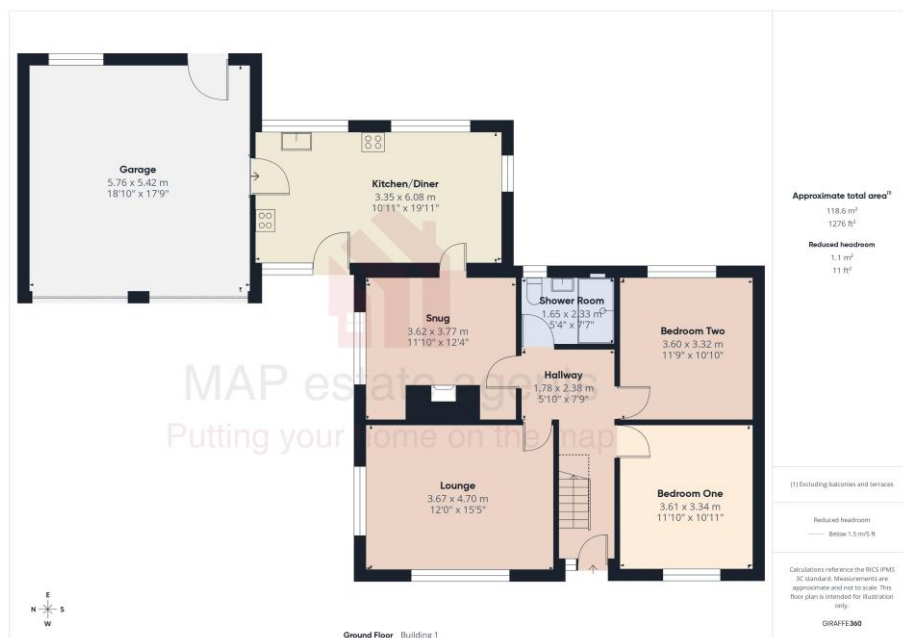 Garage
5.76 x 5.42 m
18'10" x 17'9"
Kitchen/Diner
3.35 x 6.08 m
10'11" x 19'11"
Snug
3.62 x 3.77 m
11'10" x 12'4"
Shower Room
1.65 x 2.33 m
5'4" x 7'7"
Bedroom Two
3.60 x 3.32 m
11'9" x 10'10"
Hallway
1.78 x 2.38 m
5'10" x 7'9"
MAP estate agents
Putting your home on the map
Lounge
3.67 x 4.70 m
12'0" x 15'5"
Bedroom One
3.61 x 3.34 m
11'10" x 10'11"
E
N S
W
Ground Floor Building 1
Approximate total area(1)
118.6 m²
1276 ft²
Reduced headroom
1.1 m²
11 ft²
(1) Excluding balconies and terraces
Reduced headroom
Below 1.5 m/5 ft
Calculations reference the RICS IPMS
3C standard. Measurements are
approximate and not to scale. This
floor plan is intended for illustration
only.
GIRAFFE360